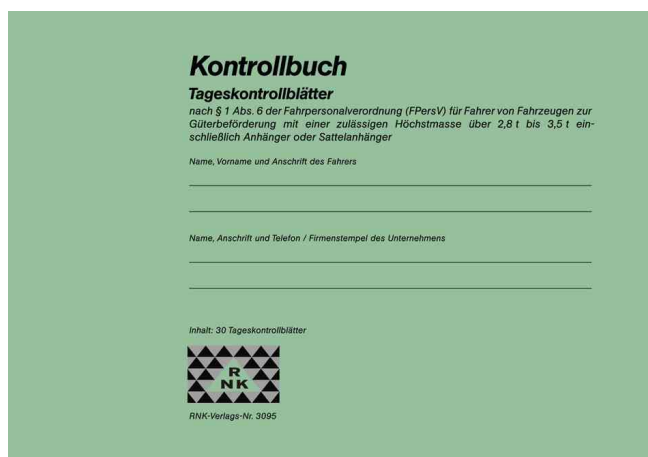 Kontrollbuch
Tageskontrollblätter
nach § 1 Abs. 6 der Fahrpersonalverordnung (FPersV) für Fahrer von Fahrzeugen zur
Güterbeförderung mit einer zulässigen Höchstmasse über 2,8 t bis 3,5 t ein-
schließlich Anhänger oder Sattelanhänger
Name, Vorname und Anschrift des Fahrers
Name, Anschrift und Telefon / Firmenstempel des Unternehmens
Inhalt: 30 Tageskontrollblätter
R
NK
RNK-Verlags-Nr. 3095